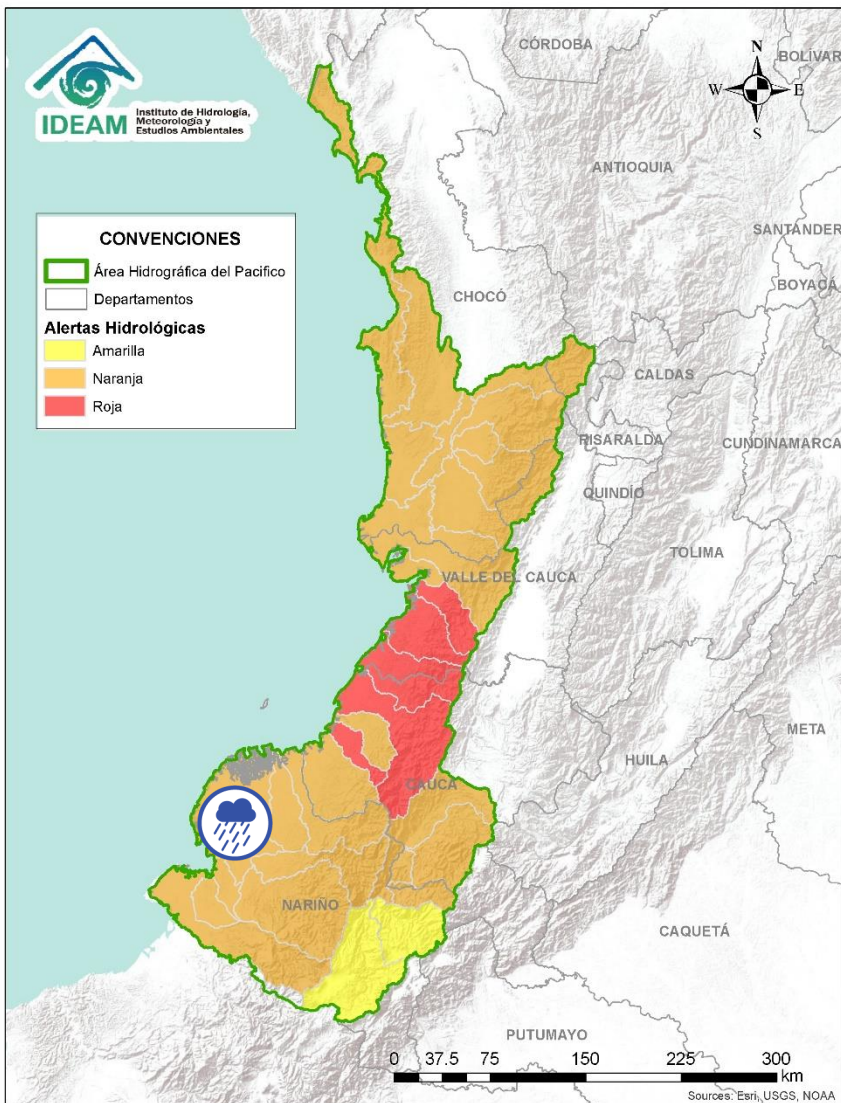 IDEAM
Instituto de Hidrología,
Meteorología y
Estudios Ambientales
N
W
E
S
CÓRDOBA
BOLÍVAR
ANTIOQUIA
SANTANDER
BOYACÁ
CHOCÓ
CALDAS
RISARALDA
CUNDINAMARCA
QUINDÍO
TOLIMA
VALLE DEL CAUCA
META
HUILA
CAUCA
NARIÑO
CAQUETÁ
PUTUMAYO
CONVENCIONES
Área Hidrográfica del Pacifico
Departamentos
Alertas Hidrológicas
Amarilla
Naranja
Roja
0 37.5 75 150 225 300
km
Sources: Esri, USGS, NOAA